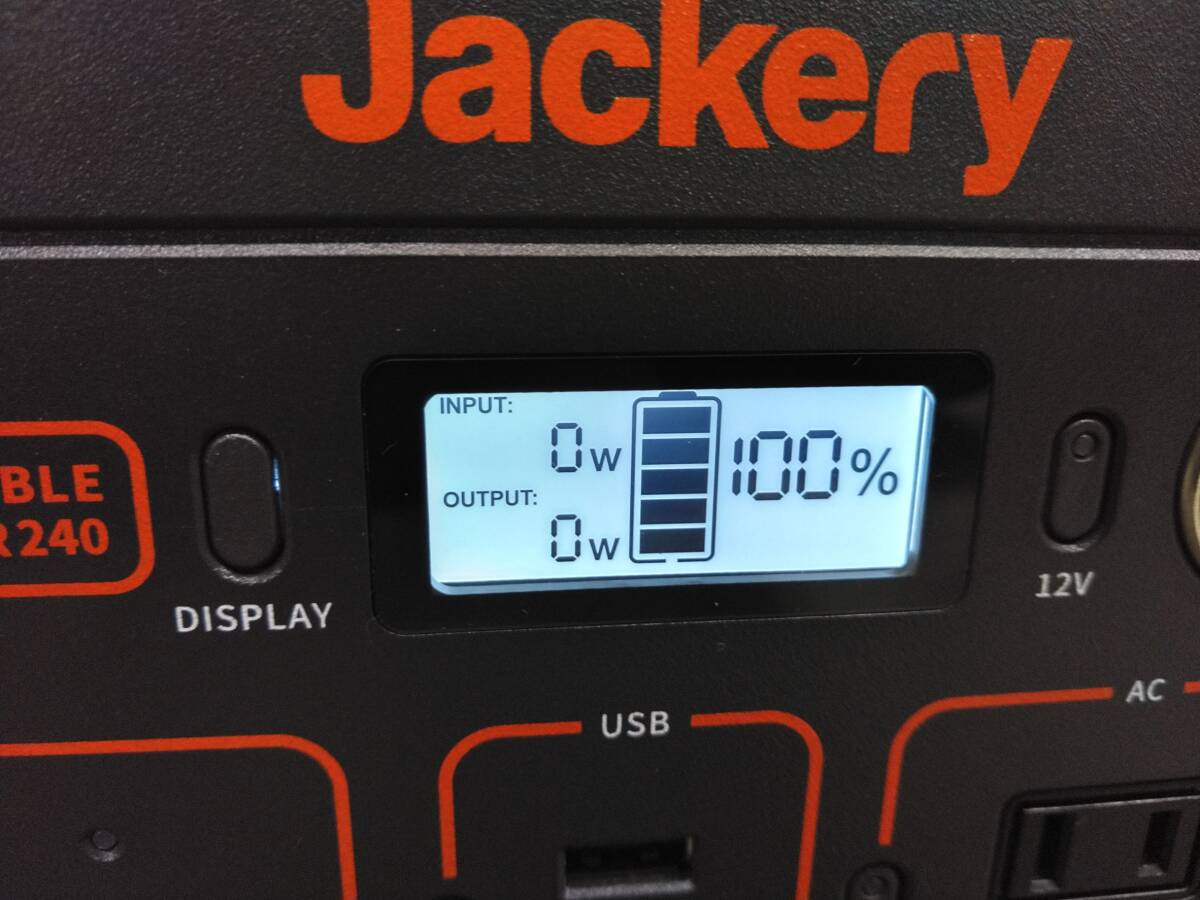 Jackery
INPUT:
0W
100%
OUTPUT:
0W
BLE
R240
DISPLAY
12V
USB
AC